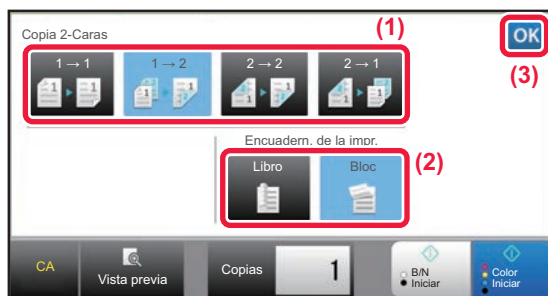 Copia 2-Caras
(1)
OK
1 → 1
1 → 2
2 → 2
2 → 1
(3)
Encuadern. de la impr.
Libro
Bloc
(2)
CA
Vista previa
Copias
1
B/N
Iniciar
Color
Iniciar